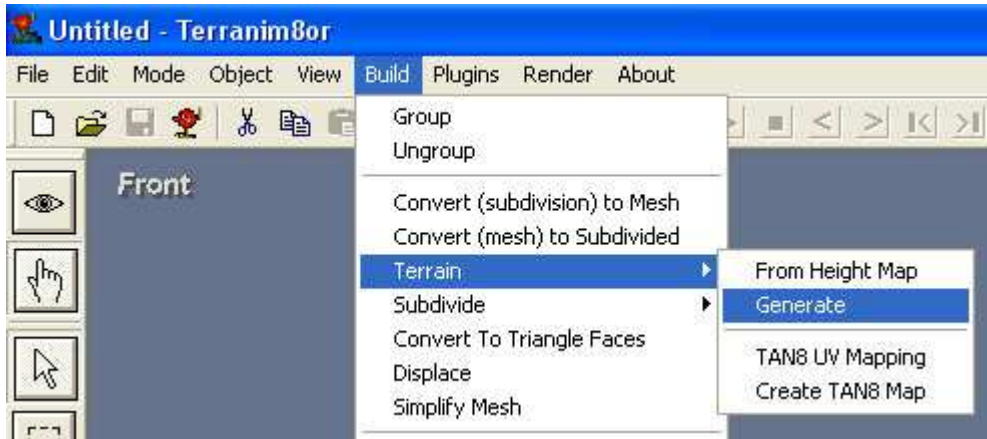 Untitled - Terranim8or
File Edit Mode Object View Build Plugins Render About
Front
Group
Ungroup
Convert (subdivision) to Mesh
Convert (mesh) to Subdivided
Terrain
Subdivide
Convert To Triangle Faces
Displace
Simplify Mesh
From Height Map
Generate
TAN8 UV Mapping
Create TAN8 Map